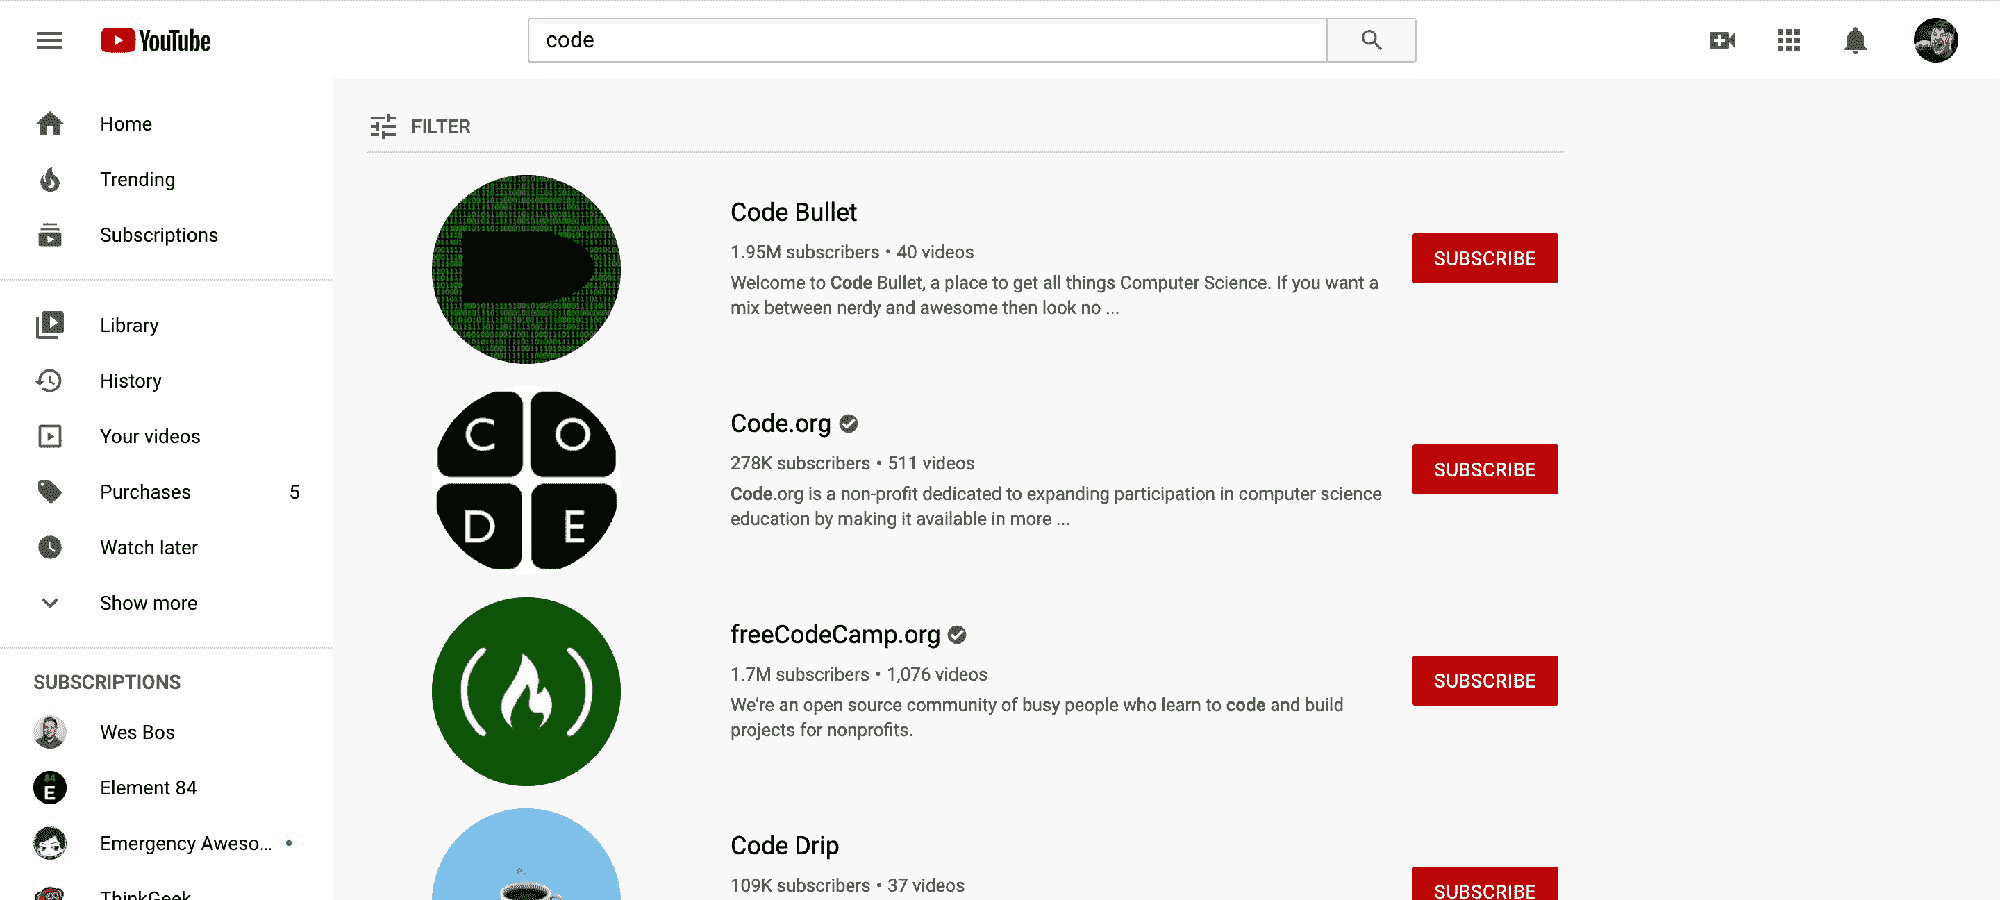 YouTube
code
Home
Trending
Subscriptions
Library
History
Your videos
Purchases 5
Watch later
Show more
SUBSCRIPTIONS
Wes Bos
84
E
Element 84
Emergency Aweso...
ThinkGeek
FILTER
Code Bullet
1.95M subscribers • 40 videos
Welcome to Code Bullet, a place to get all things Computer Science. If you want a
mix between nerdy and awesome then look no ...
SUBSCRIBE
C O
D E
Code.org
278K subscribers • 511 videos
Code.org is a non-profit dedicated to expanding participation in computer science
education by making it available in more ...
SUBSCRIBE
freeCodeCamp.org
1.7M subscribers • 1,076 videos
We're an open source community of busy people who learn to code and build
projects for nonprofits.
SUBSCRIBE
Code Drip
109K subscribers • 37 videos
SUBSCRIBE